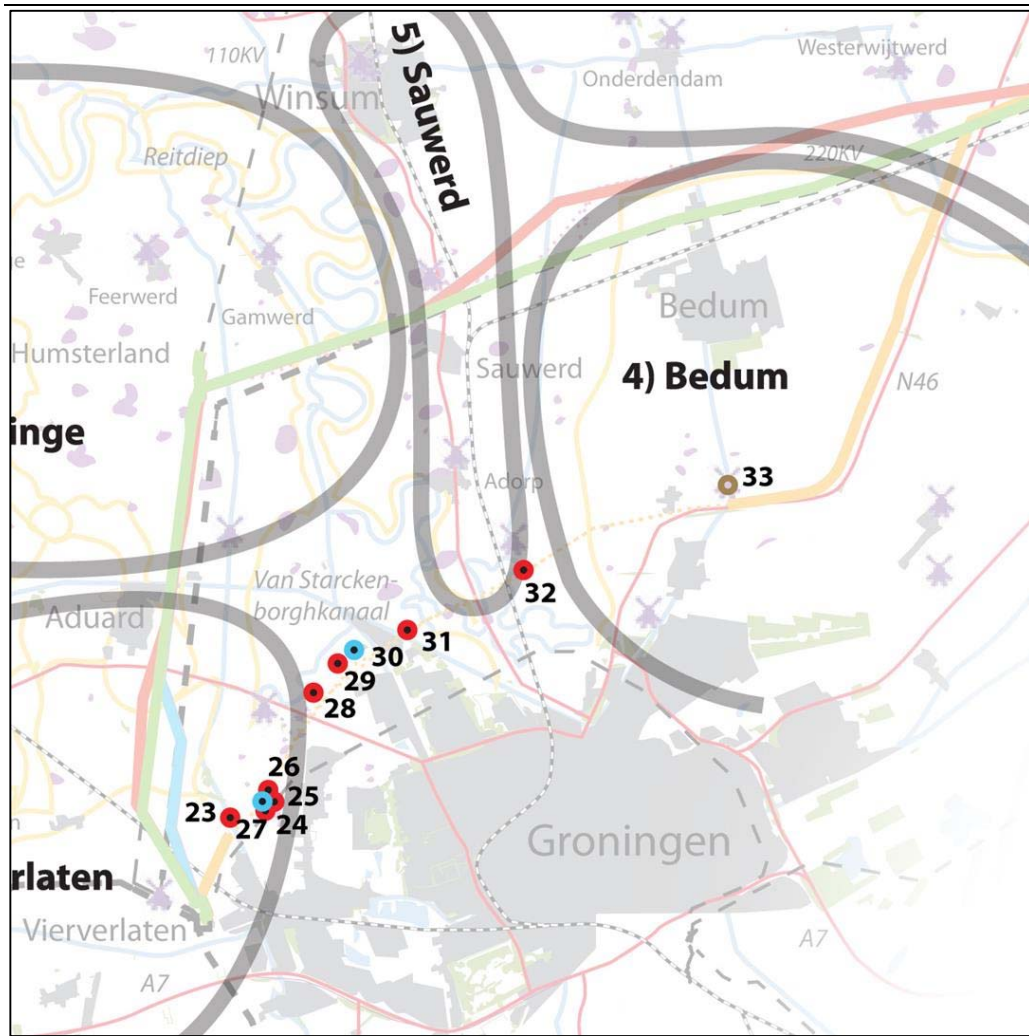 5) Sauwerd
110KV
Westerwijtwerd
Onderdendam
Winsum
Reitdiep
220KV
Feerwerd
Gamwerd
Bedum
Humsterland
Sauwerd
4) Bedum
N46
inge
33
Adorp
Van Starcken-
borghkanaal
32
Aduard
31
30
29
28
26
25
23
27
24
Groningen
rlaten
Vierverlaten
A7
A7